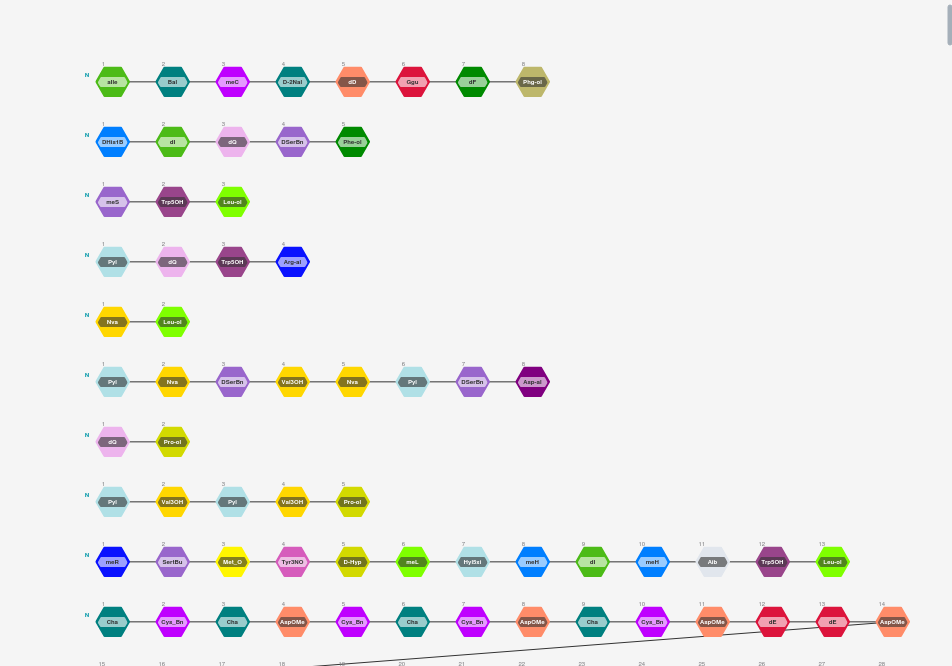 1 2 3 4 5 6 7 8
N aIle Bal meC D-2Nal dD Ggu dF Phg-ol
1 2 3 4 5
N DHistB dI dQ DSerBn Phe-ol
1 2 3
N meS Trp5OH Leu-ol
1 2 3 4
N Pyl dQ Trp5OH Arg-al
1 2
N Nva Leu-ol
1 2 3 4 5 6 7 8
N Pyl Nva DSerBn Val3OH Nva Pyl DSerBn Asp-al
1 2
N dQ Pro-ol
1 2 3 4 5
N Pyl Val3OH Pyl Val3OH Pro-ol
1 2 3 4 5 6 7 8 9 10 11 12 13
N meR SertBu Met_O Tyr3NO D-Hyp meL meH dI meH Aib Trp5OH Leu-ol
1 2 3 4 5 6 7 8 9 10 11 12 13 14
N Cha Cys_Bn Cha AspOMe Cys_Bn Cha Cys_Bn AspOMe Cha Cys_Bn AspOMe dE dE AspOMe
15 16 17 18 19 20 21 22 23 24 25 26 27 28